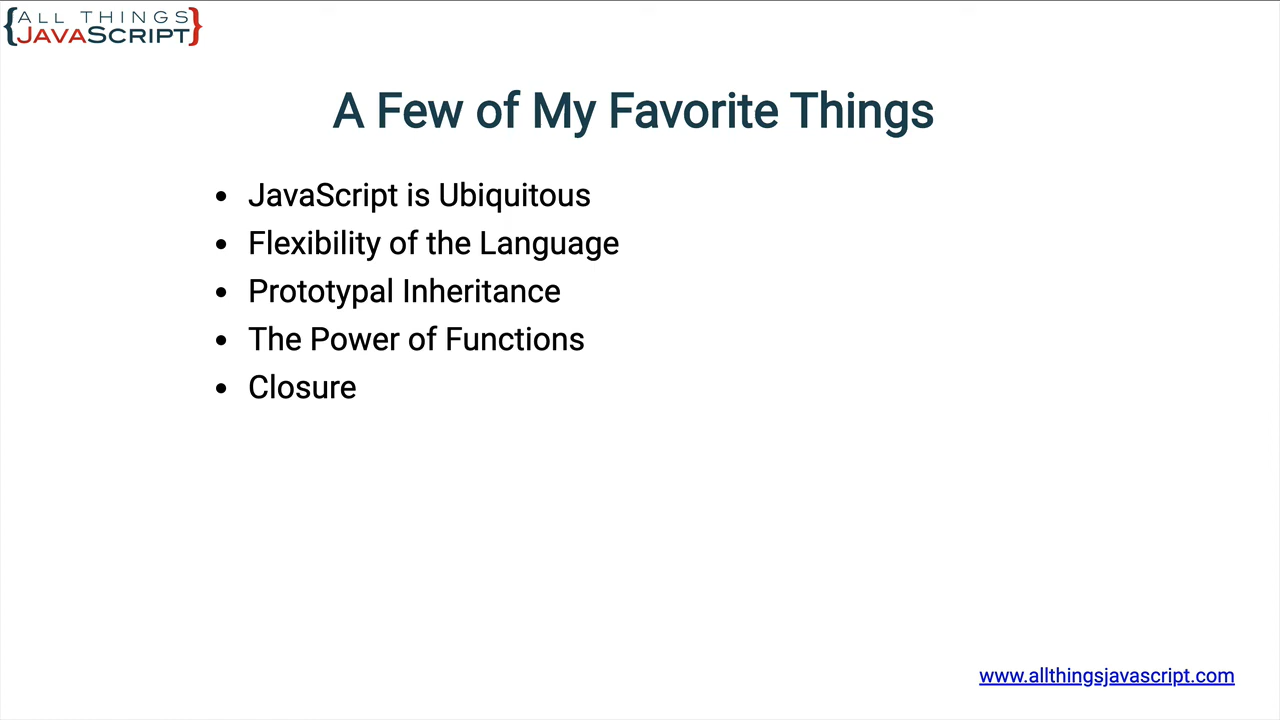 {ALL THINGS
JAVASCRIPT}
A Few of My Favorite Things
• JavaScript is Ubiquitous
• Flexibility of the Language
• Prototypal Inheritance
• The Power of Functions
• Closure
www.allthingsjavascript.com